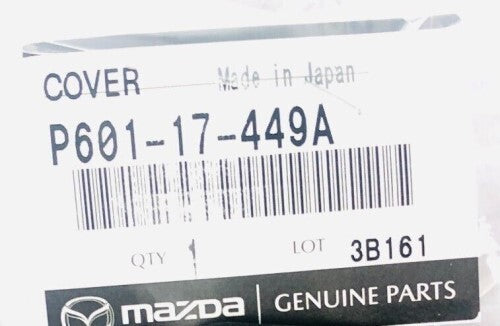 COVER Made in Japan
P601-17-449A
QTY 1 LOT 3B161
mazda GENUINE PARTS